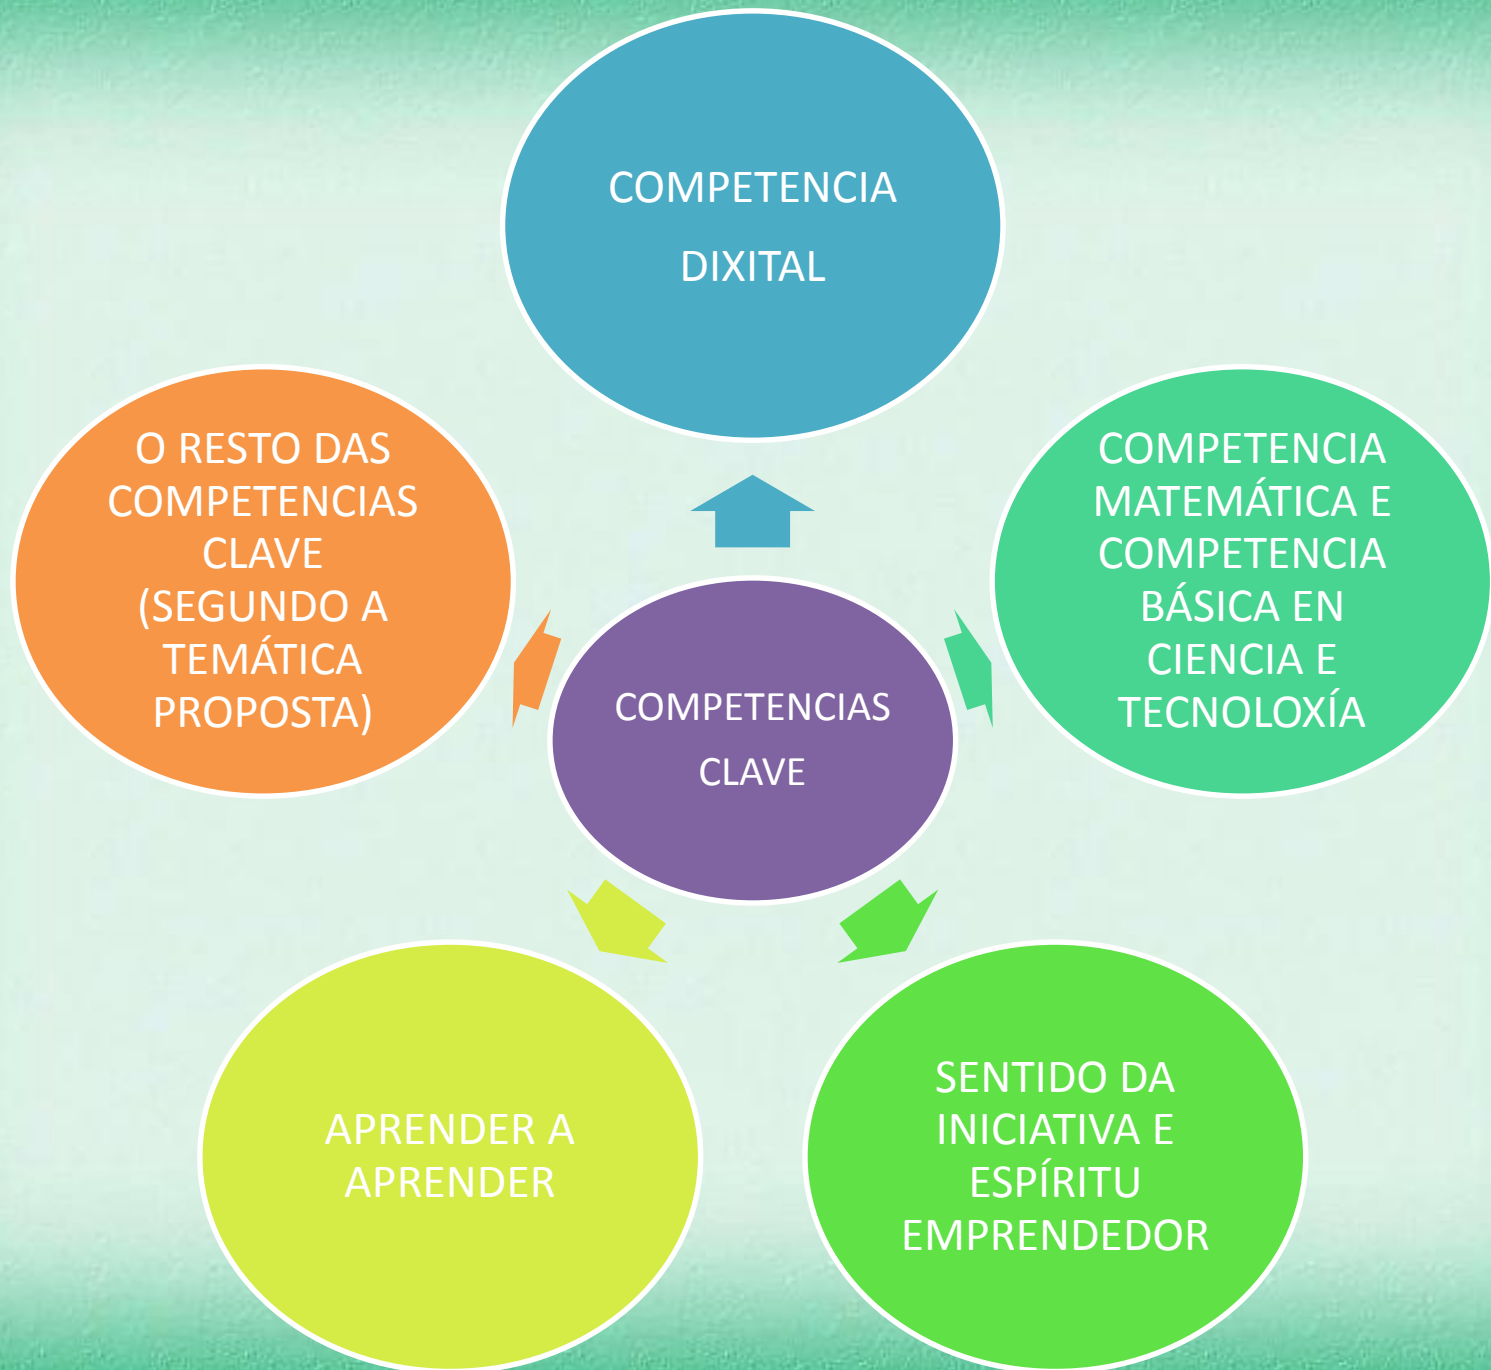 COMPETENCIA
DIXITAL
O RESTO DAS
COMPETENCIAS
CLAVE
(SEGUNDO A
TEMÁTICA
PROPOSTA)
COMPETENCIA
MATEMÁTICA E
COMPETENCIA
BÁSICA EN
CIENCIA E
TECNOLOXÍA
COMPETENCIAS
CLAVE
APRENDER A
APRENDER
SENTIDO DA
INICIATIVA E
ESPÍRITU
EMPRENDEDOR